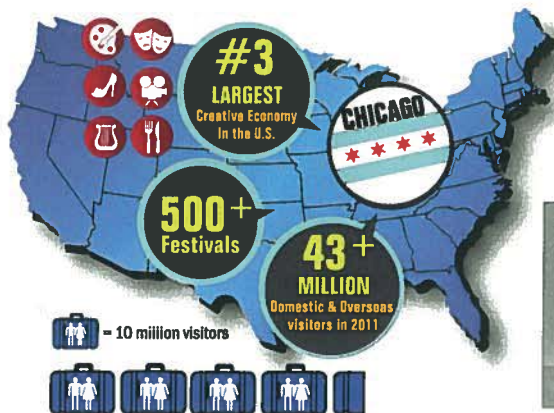 #3
LARGEST
Creative Economy
in the U.S.
CHICAGO
500+
Festivals
43+
MILLION
Domestic & Overseas
visitors in 2011
= 10 million visitors